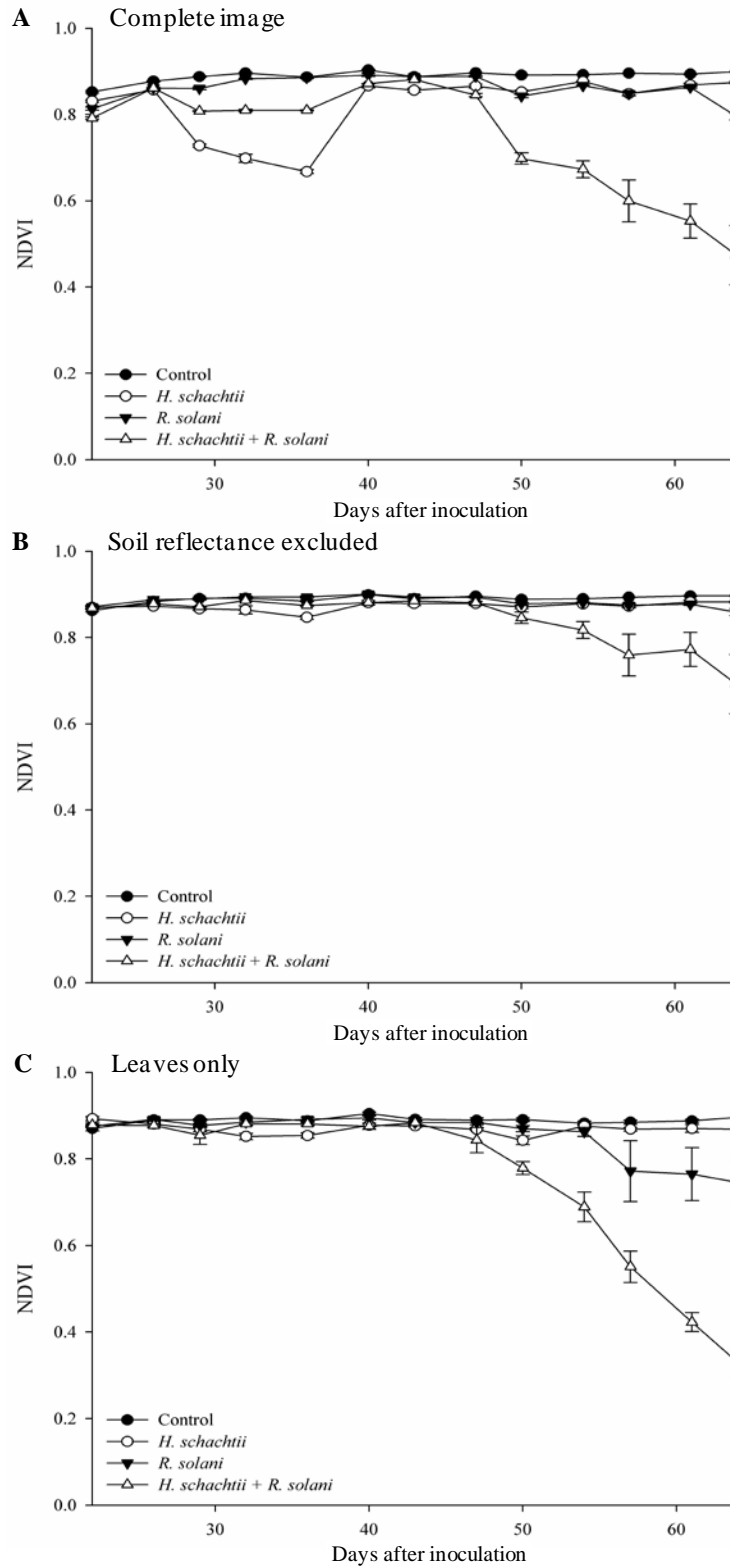 A Complete image
1.0
0.8
0.6
0.4
0.2
0.0
NDVI
Control
H. schachtii
R. solani
H. schachtii + R. solani
30 40 50 60
Days after inoculation
B Soil reflectance excluded
1.0
0.8
0.6
0.4
0.2
0.0
NDVI
Control
H. schachtii
R. solani
H. schachtii + R. solani
30 40 50 60
Days after inoculation
C Leaves only
1.0
0.8
0.6
0.4
0.2
0.0
NDVI
Control
H. schachtii
R. solani
H. schachtii + R. solani
30 40 50 60
Days after inoculation